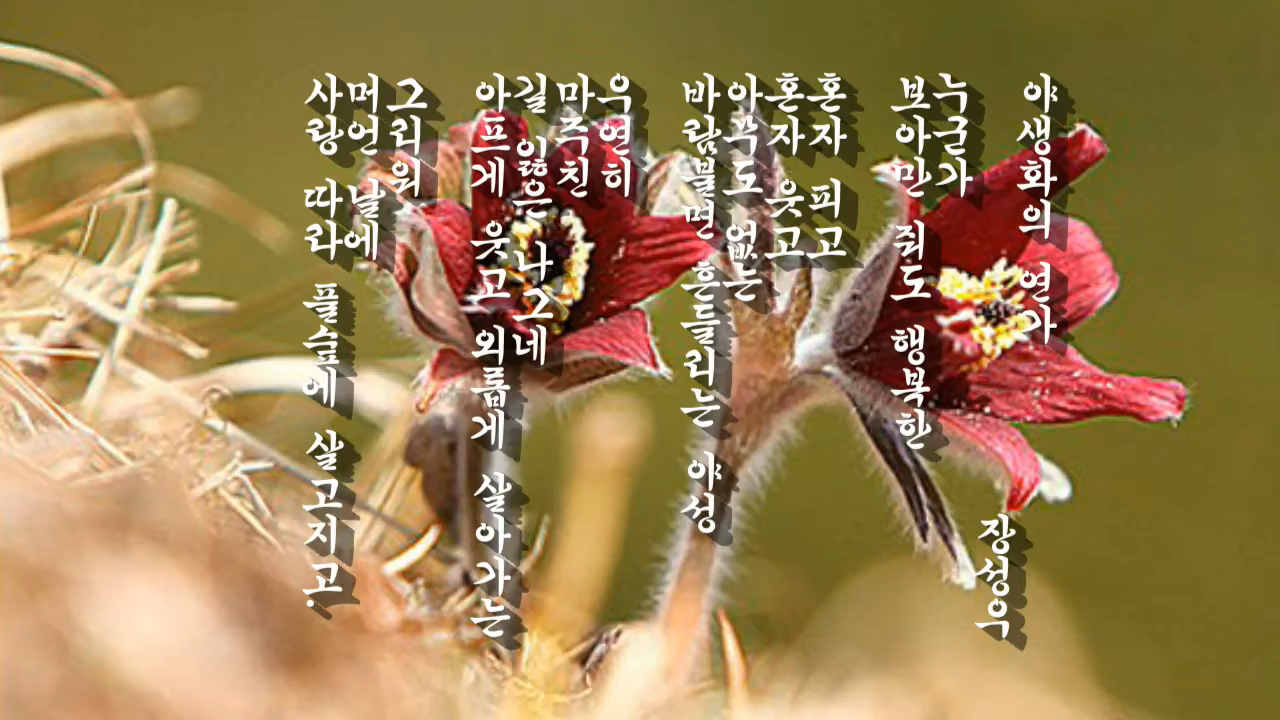 야생화의 연가
장성우
누군가
보아만 줘도 행복한
혼자 피고
혼자 웃고
아무도 없는
바람불면 흔들리는 야성
우연히
마주친
길 잃은 나그네
아프게 웃고 외롭게 살아가는
그리워
머언 날에
사랑 따라 풀숲에 살고지고.